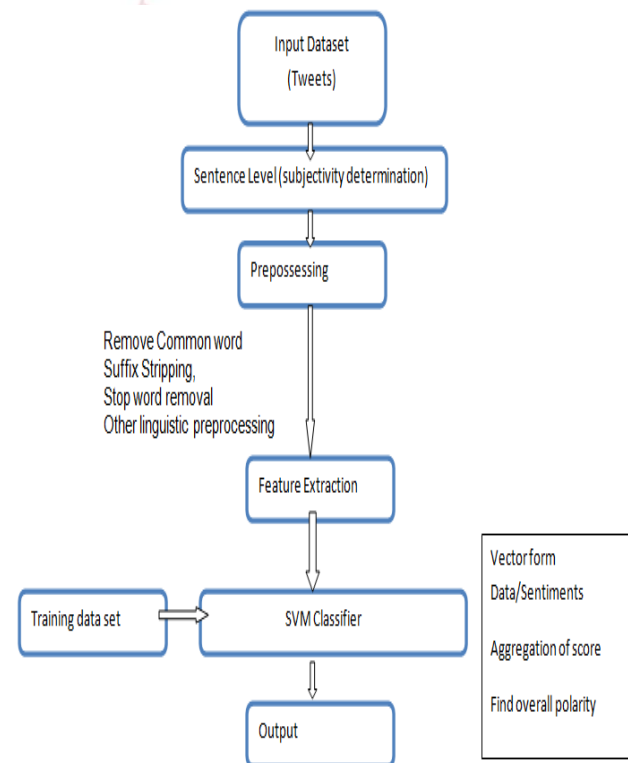 Input Dataset
(Tweets)
Sentence Level (subjectivity determination)
Prepossessing
Remove Common word
Suffix Stripping,
Stop word removal
Other linguistic preprocessing
Feature Extraction
Training data set
SVM Classifier
Output
Vector form
Data/Sentiments
Aggregation of score
Find overall polarity